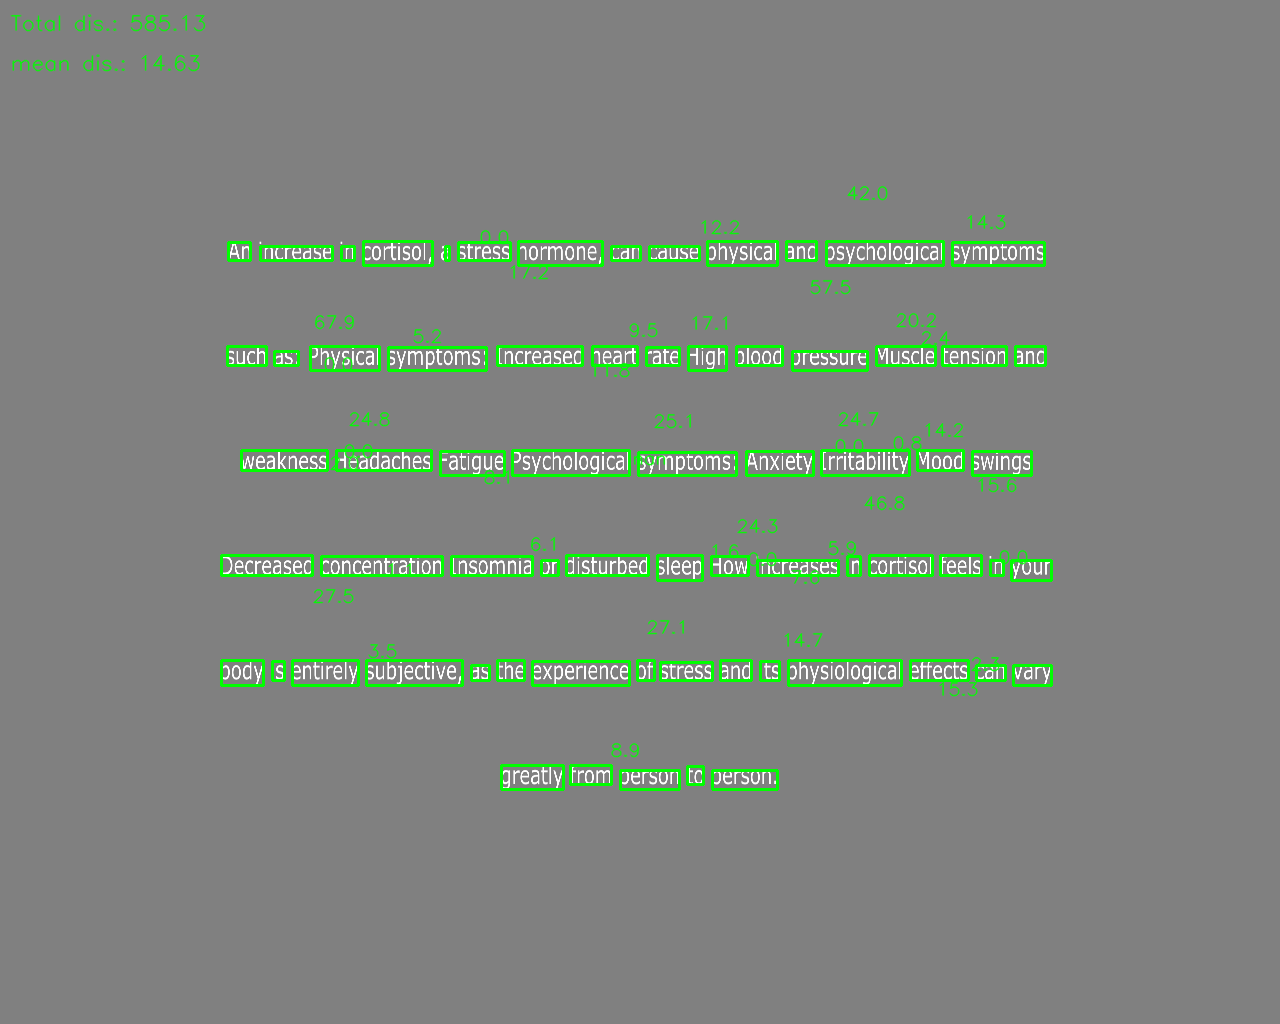 Total dis.: 585.13
mean dis.: 14.63
42.0
12.2 14.3
0.0
An increase in cortisol, a stress hormone, can cause physical and psychological symptoms
17.2
57.5
67.9 5.2 9.5 17.1 20.2 2.4
such as: Physical symptoms: Increased heart rate High blood pressure Muscle tension and
11.8
24.8 25.1 24.7 14.2
0.0 0.0 0.8
weakness Headaches Fatigue Psychological symptoms: Anxiety Irritability Mood swings
8.1 15.6
46.8
24.3
6.1 1.6 0.0 5.9 0.0
Decreased concentration Insomnia or disturbed sleep How increases in cortisol feels in your
27.5
27.1
3.5 14.7
body is entirely subjective, as the experience of stress and its physiological effects can vary
15.3
8.9
greatly from person to person.